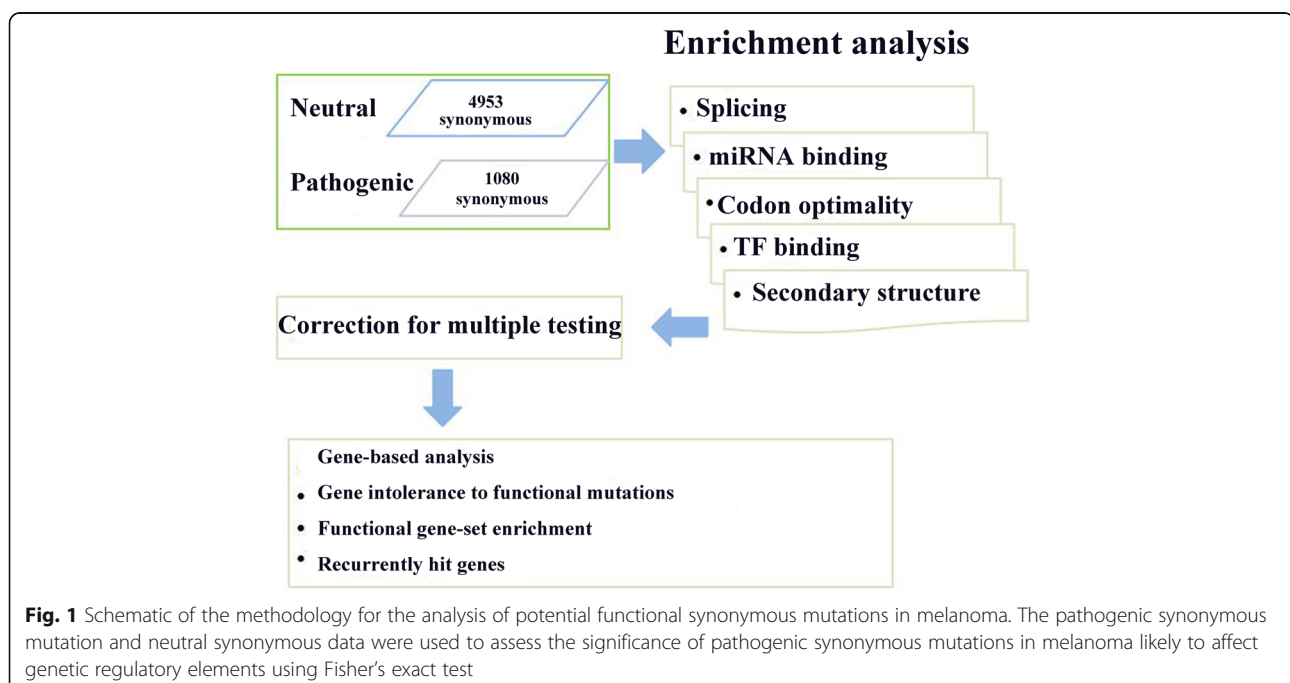 Enrichment analysis
Neutral
4953
synonymous
Pathogenic
1080
synonymous
• Splicing
• miRNA binding
• Codon optimality
• TF binding
• Secondary structure
Correction for multiple testing
Gene-based analysis
• Gene intolerance to functional mutations
• Functional gene-set enrichment
• Recurrently hit genes
Fig. 1 Schematic of the methodology for the analysis of potential functional synonymous mutations in melanoma. The pathogenic synonymous
mutation and neutral synonymous data were used to assess the significance of pathogenic synonymous mutations in melanoma likely to affect
genetic regulatory elements using Fisher's exact test